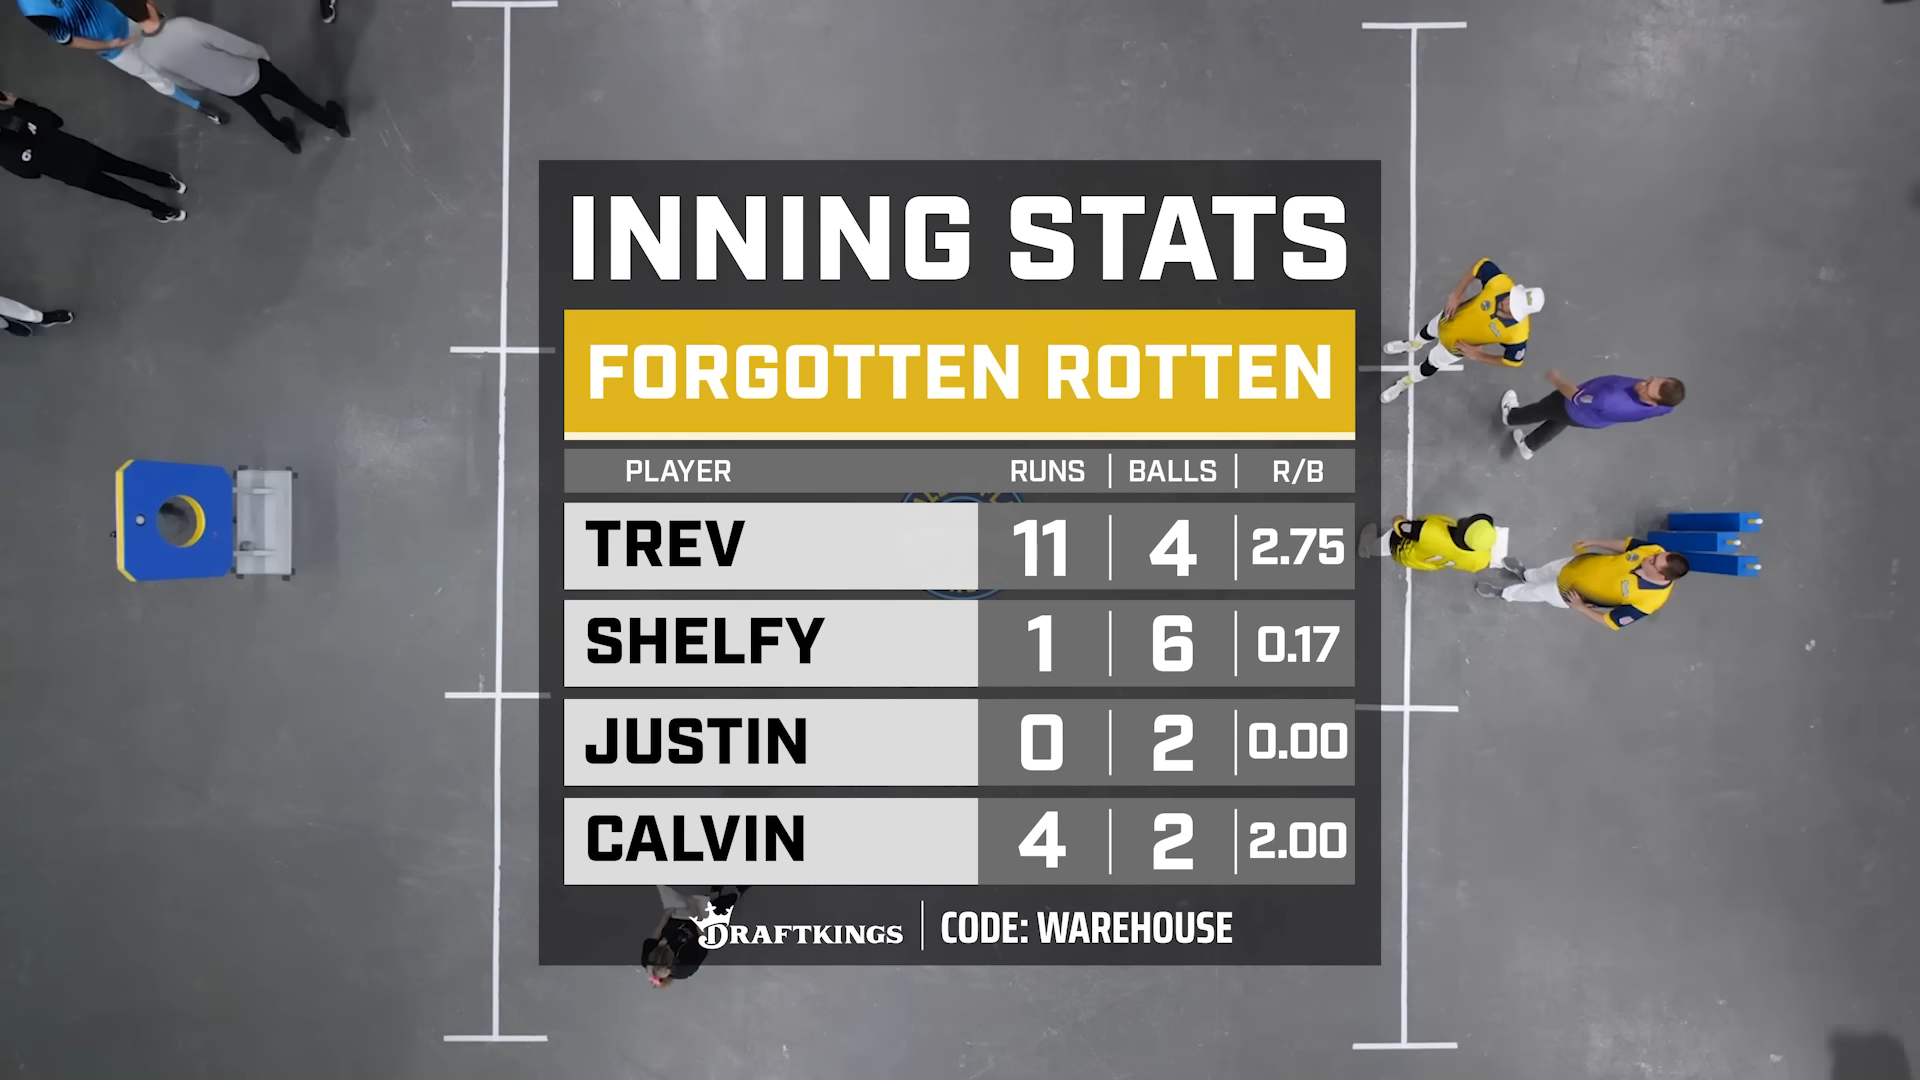 INNING STATS
FORGOTTEN ROTTEN
PLAYER RUNS BALLS R/B
TREV 11 4 2.75
SHELFY 1 6 0.17
JUSTIN 0 2 0.00
CALVIN 4 2 2.00
DRAFTKINGS CODE: WAREHOUSE
6